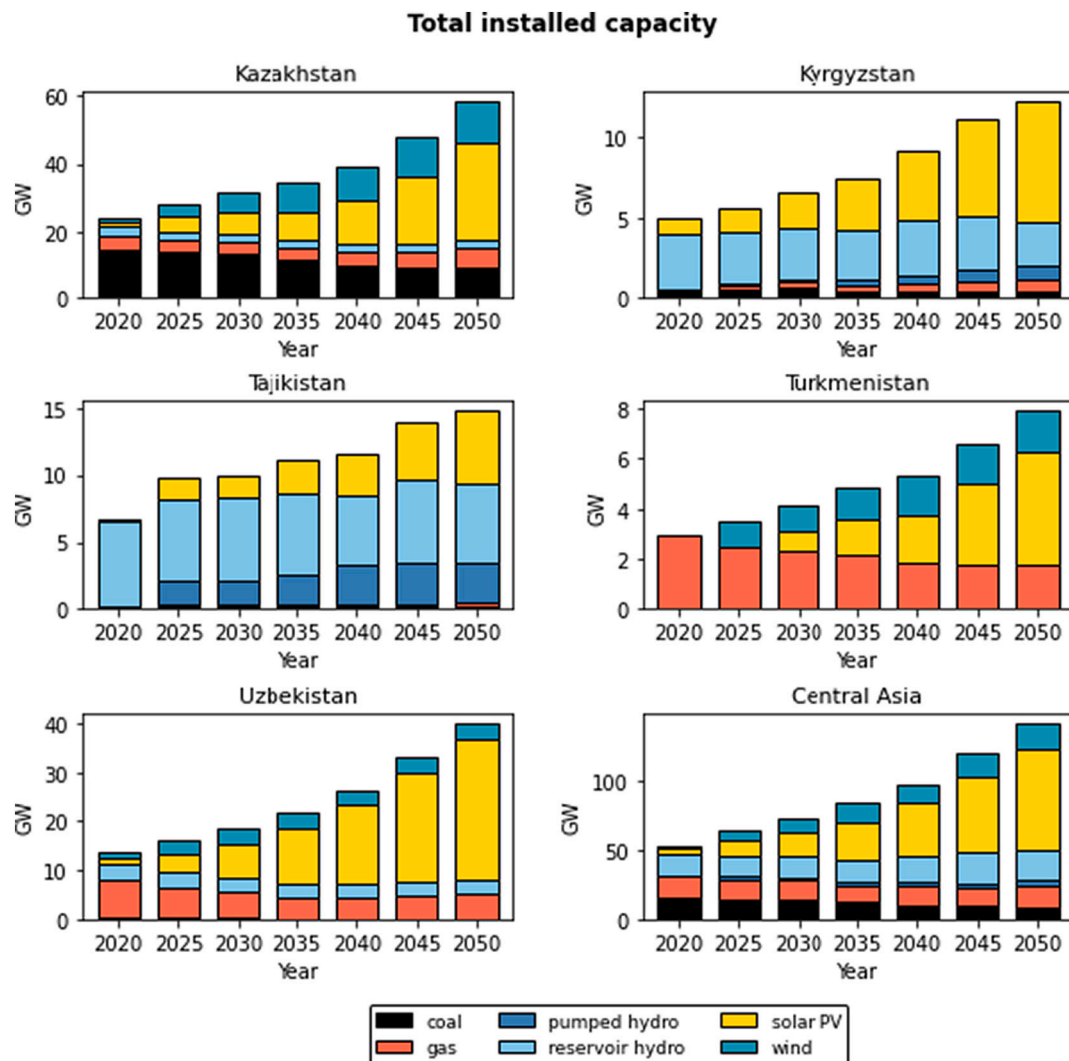 Total installed capacity
Kazakhstan
60
40
20
0
GW
2020 2025 2030 2035 2040 2045 2050
Year
Kyrgyzstan
10
5
0
GW
2020 2025 2030 2035 2040 2045 2050
Year
Tajikistan
15
10
5
0
GW
2020 2025 2030 2035 2040 2045 2050
Year
Turkmenistan
8
6
4
2
0
GW
2020 2025 2030 2035 2040 2045 2050
Year
Uzbekistan
40
30
20
10
0
GW
2020 2025 2030 2035 2040 2045 2050
Year
Central Asia
100
50
0
GW
2020 2025 2030 2035 2040 2045 2050
Year
coal pumped hydro solar PV
gas reservoir hydro wind